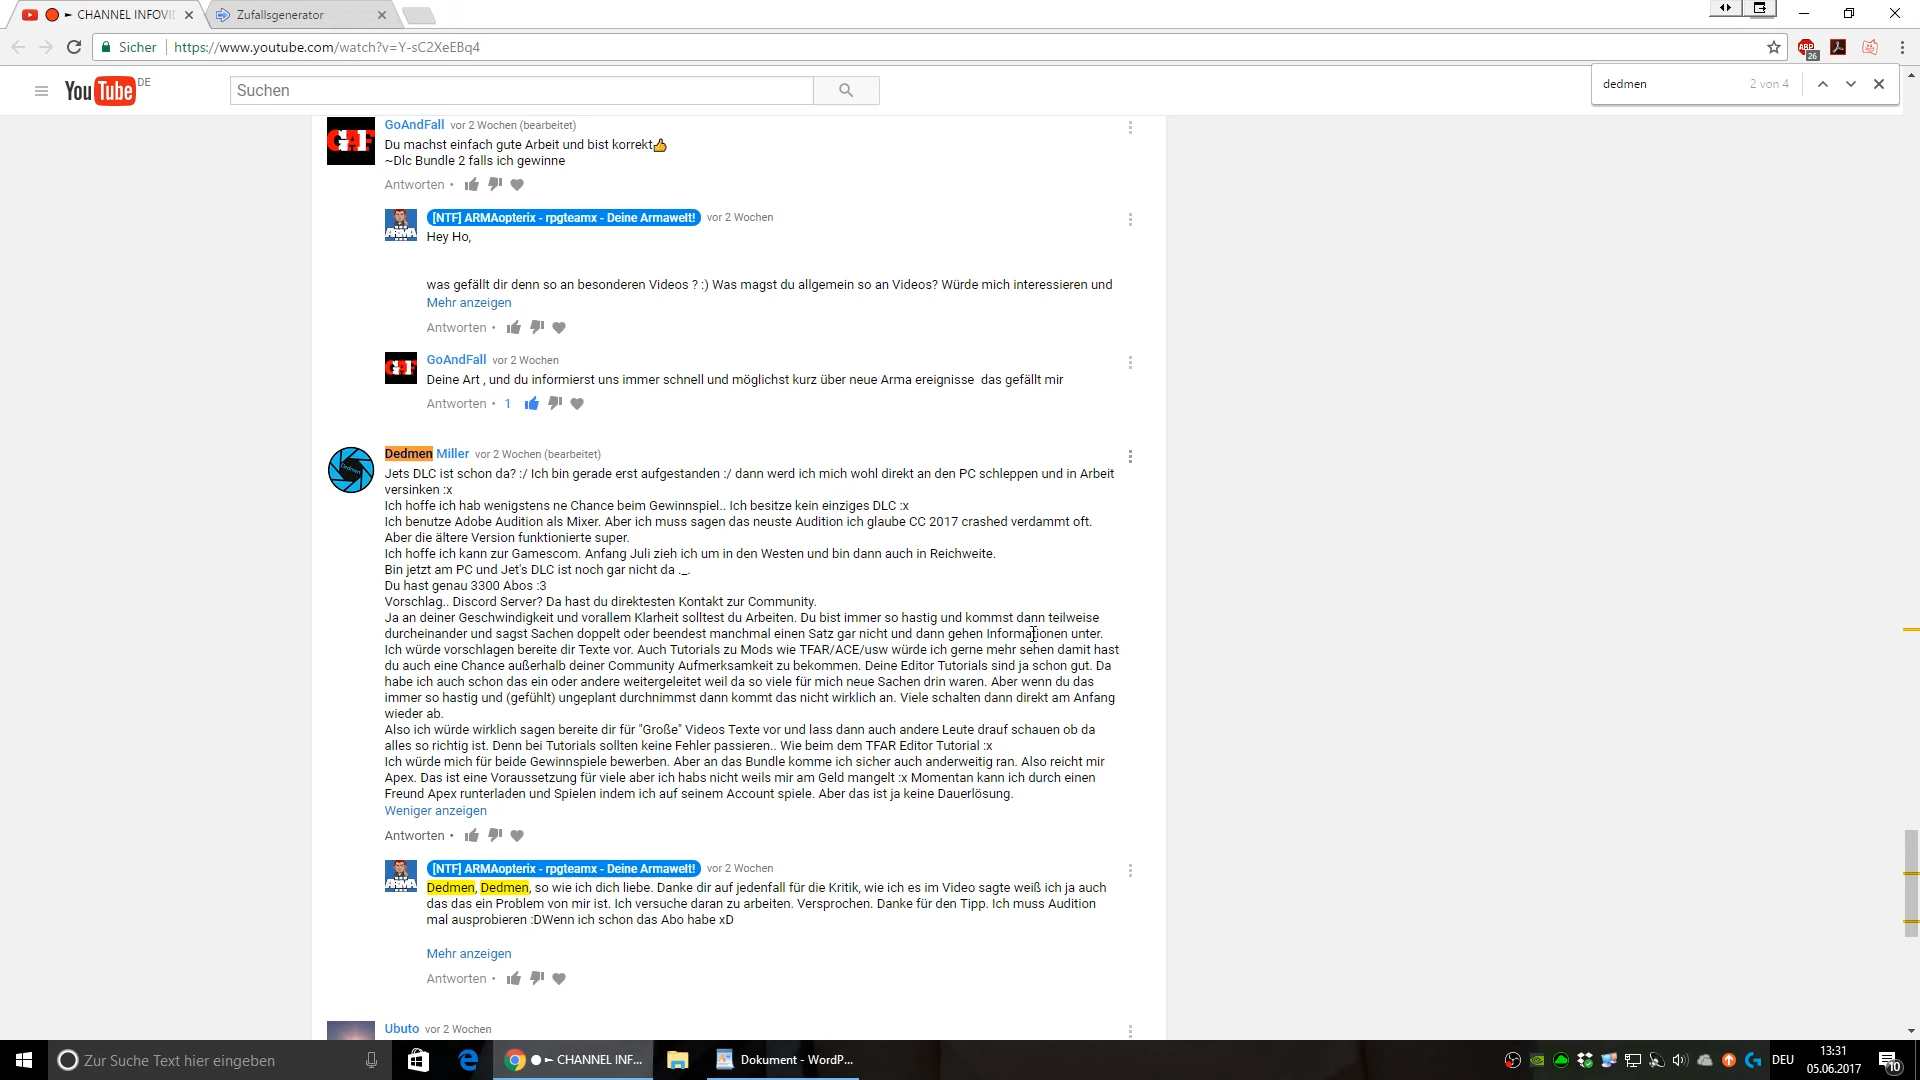 ► CHANNEL INFOVI
Zufallsgenerator
Sicher
https://www.youtube.com/watch?v=Y-sC2XeEBq4
ABP
26
YouTube DE
Suchen
dedmen
2 von 4
GAF
GoAndFall vor 2 Wochen (bearbeitet)
Du machst einfach gute Arbeit und bist korrekt👍
~Dlc Bundle 2 falls ich gewinne
Antworten •
ARMA
[NTF] ARMAopterix - rpgteamx - Deine Armawelt! vor 2 Wochen
Hey Ho,
was gefällt dir denn so an besonderen Videos ? :) Was magst du allgemein so an Videos? Würde mich interessieren und
Mehr anzeigen
Antworten •
GAF
GoAndFall vor 2 Wochen
Deine Art , und du informierst uns immer schnell und möglichst kurz über neue Arma ereignisse  das gefällt mir
Antworten • 1
Dedmen
Dedmen Miller vor 2 Wochen (bearbeitet)
Jets DLC ist schon da? :/ Ich bin gerade erst aufgestanden :/ dann werd ich mich wohl direkt an den PC schleppen und in Arbeit
versinken :x
Ich hoffe ich hab wenigstens ne Chance beim Gewinnspiel.. Ich besitze kein einziges DLC :x
Ich benutze Adobe Audition als Mixer. Aber ich muss sagen das neuste Audition ich glaube CC 2017 crashed verdammt oft.
Aber die ältere Version funktionierte super.
Ich hoffe ich kann zur Gamescom. Anfang Juli zieh ich um in den Westen und bin dann auch in Reichweite.
Bin jetzt am PC und Jet's DLC ist noch gar nicht da ._.
Du hast genau 3300 Abos :3
Vorschlag.. Discord Server? Da hast du direktesten Kontakt zur Community.
Ja an deiner Geschwindigkeit und vorallem Klarheit solltest du Arbeiten. Du bist immer so hastig und kommst dann teilweise
durcheinander und sagst Sachen doppelt oder beendest manchmal einen Satz gar nicht und dann gehen Informationen unter.
Ich würde vorschlagen bereite dir Texte vor. Auch Tutorials zu Mods wie TFAR/ACE/usw würde ich gerne mehr sehen damit hast
du auch eine Chance außerhalb deiner Community Aufmerksamkeit zu bekommen. Deine Editor Tutorials sind ja schon gut. Da
habe ich auch schon das ein oder andere weitergeleitet weil da so viele für mich neue Sachen drin waren. Aber wenn du das
immer so hastig und (gefühlt) ungeplant durchnimmst dann kommt das nicht wirklich an. Viele schalten dann direkt am Anfang
wieder ab.
Also ich würde wirklich sagen bereite dir für "Große" Videos Texte vor und lass dann auch andere Leute drauf schauen ob da
alles so richtig ist. Denn bei Tutorials sollten keine Fehler passieren.. Wie beim dem TFAR Editor Tutorial :x
Ich würde mich für beide Gewinnspiele bewerben. Aber an das Bundle komme ich sicher auch anderweitig ran. Also reicht mir
Apex. Das ist eine Voraussetzung für viele aber ich habs nicht weils mir am Geld mangelt :x Momentan kann ich durch einen
Freund Apex runterladen und Spielen indem ich auf seinem Account spiele. Aber das ist ja keine Dauerlösung.
Weniger anzeigen
Antworten •
ARMA
[NTF] ARMAopterix - rpgteamx - Deine Armawelt! vor 2 Wochen
Dedmen, Dedmen, so wie ich dich liebe. Danke dir auf jedenfall für die Kritik, wie ich es im Video sagte weiß ich ja auch
das das ein Problem von mir ist. Ich versuche daran zu arbeiten. Versprochen. Danke für den Tipp. Ich muss Audition
mal ausprobieren :DWenn ich schon das Abo habe xD
Mehr anzeigen
Antworten •
Ubuto vor 2 Wochen
Zur Suche Text hier eingeben
● ► CHANNEL INF...
Dokument - WordP...
DEU
13:31
05.06.2017
10